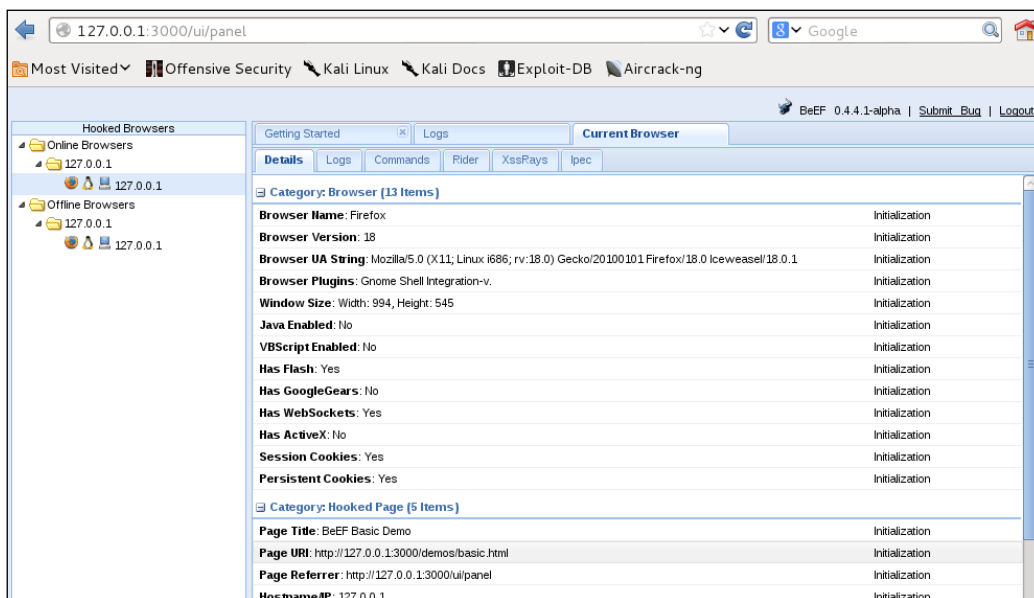 127.0.0.1:3000/ui/panel
8 Google
Most Visited Offensive Security Kali Linux Kali Docs Exploit-DB Aircrack-ng
BeEF 0.4.4.1-alpha | Submit Bug | Logout
Hooked Browsers
Online Browsers
127.0.0.1
127.0.0.1
Offline Browsers
127.0.0.1
127.0.0.1
Getting Started Logs Current Browser
Details Logs Commands Rider XssRays Ipec
Category: Browser (13 Items)
Browser Name: Firefox Initialization
Browser Version: 18 Initialization
Browser UA String: Mozilla/5.0 (X11; Linux i686; rv:18.0) Gecko/20100101 Firefox/18.0 Iceweasel/18.0.1 Initialization
Browser Plugins: Gnome Shell Integration-v. Initialization
Window Size: Width: 994, Height: 545 Initialization
Java Enabled: No Initialization
VBScript Enabled: No Initialization
Has Flash: Yes Initialization
Has GoogleGears: No Initialization
Has WebSockets: Yes Initialization
Has ActiveX: No Initialization
Session Cookies: Yes Initialization
Persistent Cookies: Yes Initialization
Category: Hooked Page (5 Items)
Page Title: BeEF Basic Demo Initialization
Page URI: http://127.0.0.1:3000/demos/basic.html Initialization
Page Referrer: http://127.0.0.1:3000/ui/panel Initialization
Hostname/IP: 127.0.0.1 Initialization